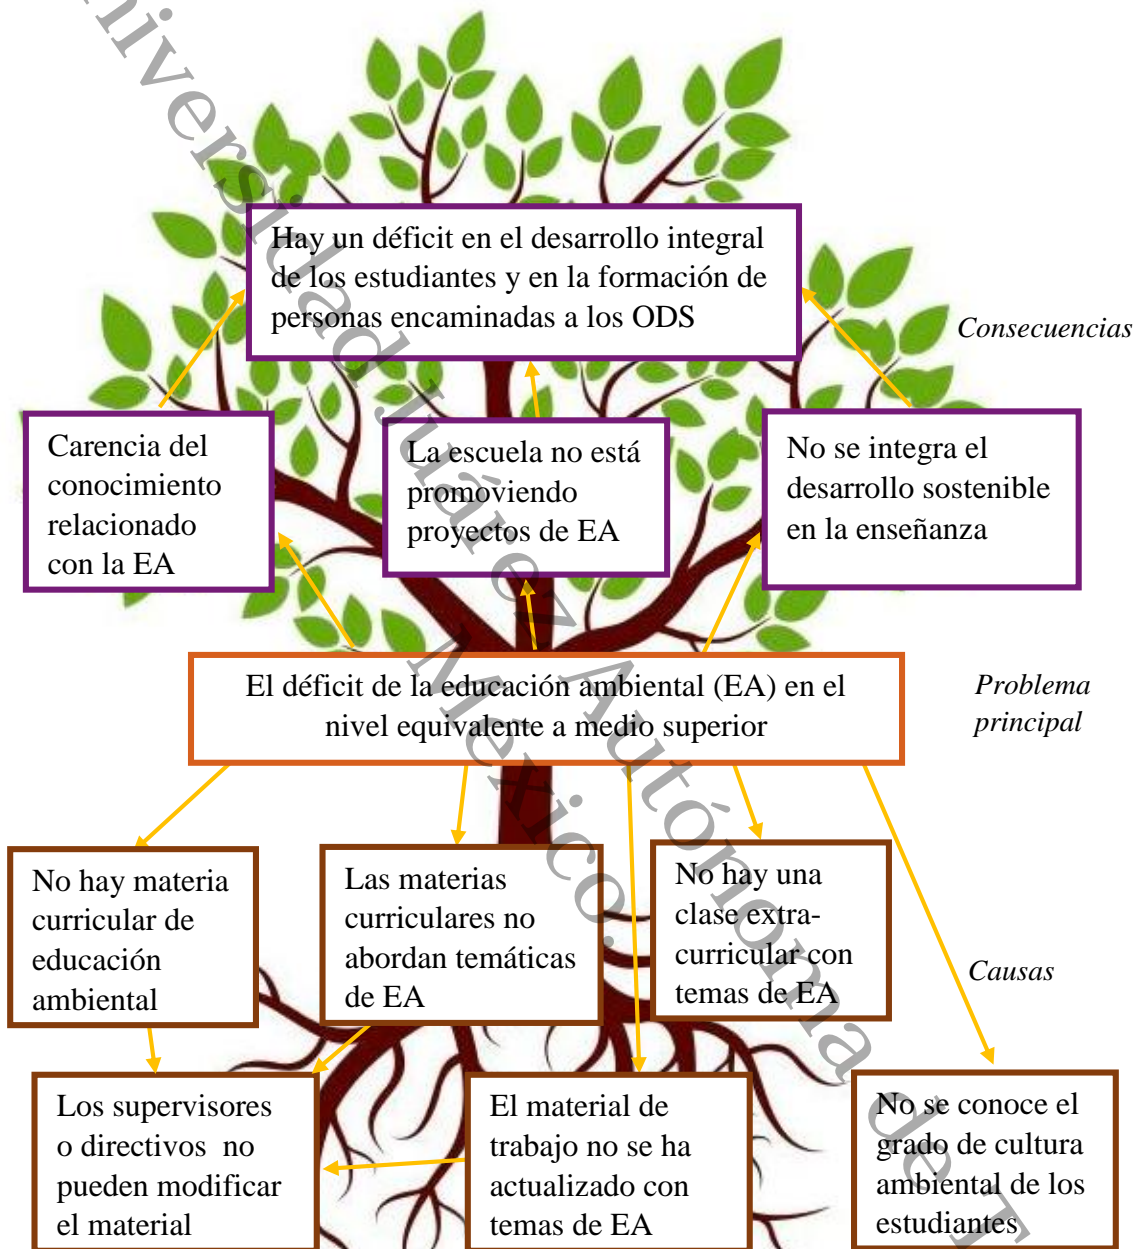 Hay un déficit en el desarrollo integral
de los estudiantes y en la formación de
personas encaminadas a los ODS
Consecuencias
Carencia del
conocimiento
relacionado
con la EA
La escuela no está
promoviendo
proyectos de EA
No se integra el
desarrollo sostenible
en la enseñanza
El déficit de la educación ambiental (EA) en el
nivel equivalente a medio superior
Problema
principal
No hay materia
curricular de
educación
ambiental
Las materias
curriculares no
abordan temáticas
de EA
No hay una
clase extra-
curricular con
temas de EA
Causas
Los supervisores
o directivos  no
pueden modificar
el material
El material de
trabajo no se ha
actualizado con
temas de EA
No se conoce el
grado de cultura
ambiental de los
estudiantes
niversidad Juárez Autónoma de T
México.